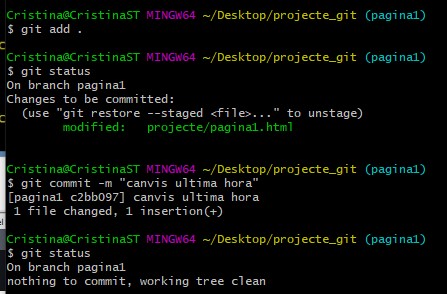 Cristina@CristinaST MINGW64 ~/Desktop/projecte_git (pagina1)
$ git add .
Cristina@CristinaST MINGW64 ~/Desktop/projecte_git (pagina1)
$ git status
On branch pagina1
Changes to be committed:
  (use "git restore --staged <file>..." to unstage)
        modified:   projecte/pagina1.html
Cristina@CristinaST MINGW64 ~/Desktop/projecte_git (pagina1)
$ git commit -m "canvis ultima hora"
[pagina1 c2bb097] canvis ultima hora
 1 file changed, 1 insertion(+)
Cristina@CristinaST MINGW64 ~/Desktop/projecte_git (pagina1)
$ git status
On branch pagina1
nothing to commit, working tree clean